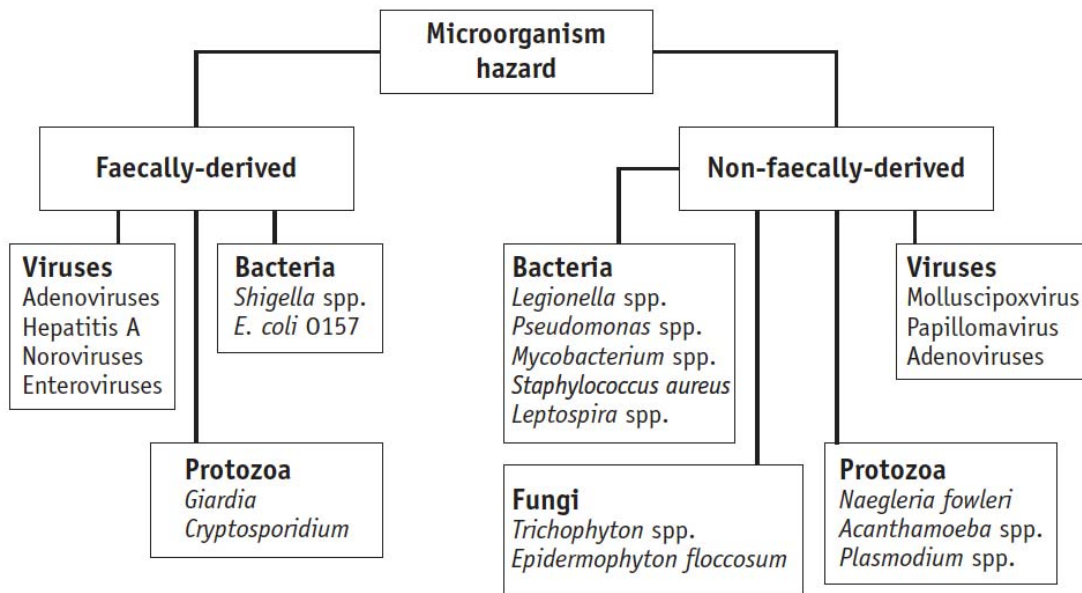 Microorganism
hazard
Faecally-derived
Non-faecally-derived
Viruses
Adenoviruses
Hepatitis A
Noroviruses
Enteroviruses
Bacteria
Shigella spp.
E. coli O157
Protozoa
Giardia
Cryptosporidium
Bacteria
Legionella spp.
Pseudomonas spp.
Mycobacterium spp.
Staphylococcus aureus
Leptospira spp.
Fungi
Trichophyton spp.
Epidermophyton floccosum
Viruses
Molluscipoxvirus
Papillomavirus
Adenoviruses
Protozoa
Naegleria fowleri
Acanthamoeba spp.
Plasmodium spp.